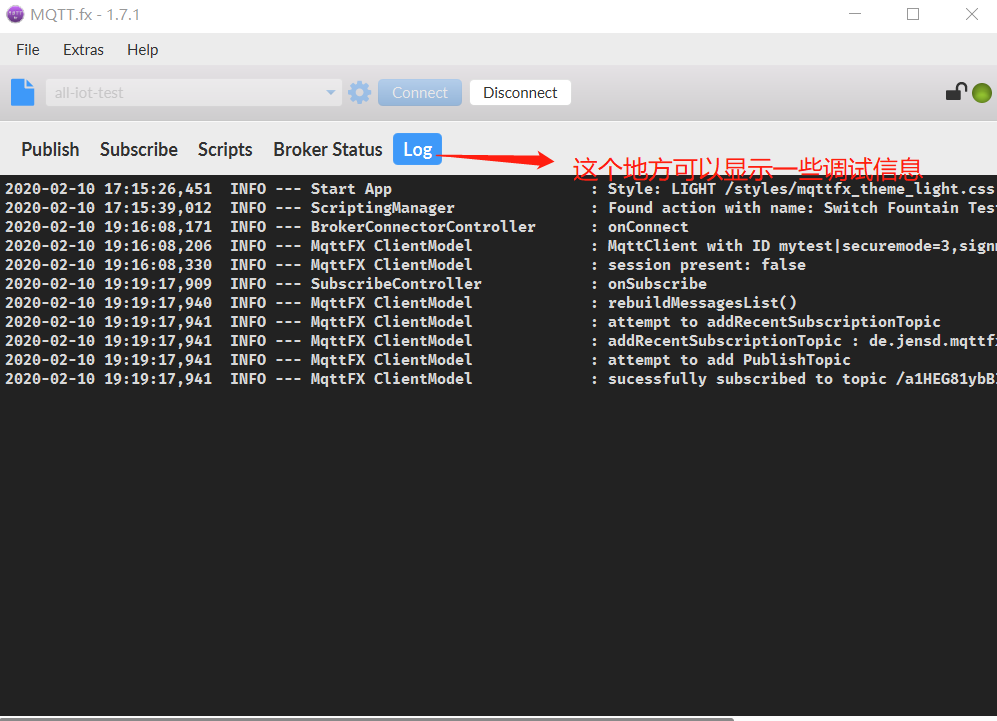 MQTT.fx - 1.7.1
File Extras Help
all-iot-test Connect Disconnect
Publish Subscribe Scripts Broker Status Log
这个地方可以显示一些调试信息
2020-02-10 17:15:26,451 INFO --- Start App : Style: LIGHT /styles/mqttfx_theme_light.css
2020-02-10 17:15:39,012 INFO --- ScriptingManager : Found action with name: Switch Fountain Test
2020-02-10 19:16:08,171 INFO --- BrokerConnectorController : onConnect
2020-02-10 19:16:08,206 INFO --- MqttFX ClientModel : MqttClient with ID mytest|securemode=3,signm
2020-02-10 19:16:08,330 INFO --- MqttFX ClientModel : session present: false
2020-02-10 19:19:17,909 INFO --- SubscribeController : onSubscribe
2020-02-10 19:19:17,940 INFO --- MqttFX ClientModel : rebuildMessagesList()
2020-02-10 19:19:17,941 INFO --- MqttFX ClientModel : attempt to addRecentSubscriptionTopic
2020-02-10 19:19:17,941 INFO --- MqttFX ClientModel : addRecentSubscriptionTopic : de.jensd.mqttfx
2020-02-10 19:19:17,941 INFO --- MqttFX ClientModel : attempt to add PublishTopic
2020-02-10 19:19:17,941 INFO --- MqttFX ClientModel : sucessfully subscribed to topic /a1HEG81ybB